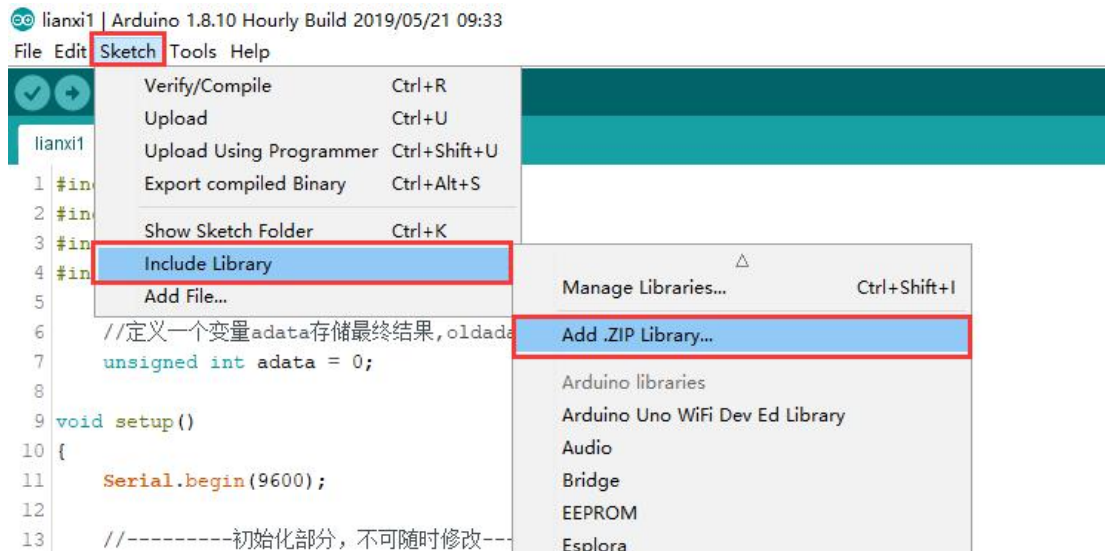 lianxi1 | Arduino 1.8.10 Hourly Build 2019/05/21 09:33
File Edit Sketch Tools Help
Verify/Compile Ctrl+R
Upload Ctrl+U
Upload Using Programmer Ctrl+Shift+U
Export compiled Binary Ctrl+Alt+S
Show Sketch Folder Ctrl+K
Include Library
Add File...
Manage Libraries... Ctrl+Shift+I
Add .ZIP Library...
Arduino libraries
Arduino Uno WiFi Dev Ed Library
Audio
Bridge
EEPROM
Esplora
lianxi1
1 #in
2 #in
3 #in
4 #in
5
6 //定义一个变量adata存储最终结果,oldada
7 unsigned int adata = 0;
8
9 void setup()
10 {
11 Serial.begin(9600);
12
13 //---------初始化部分，不可随时修改---